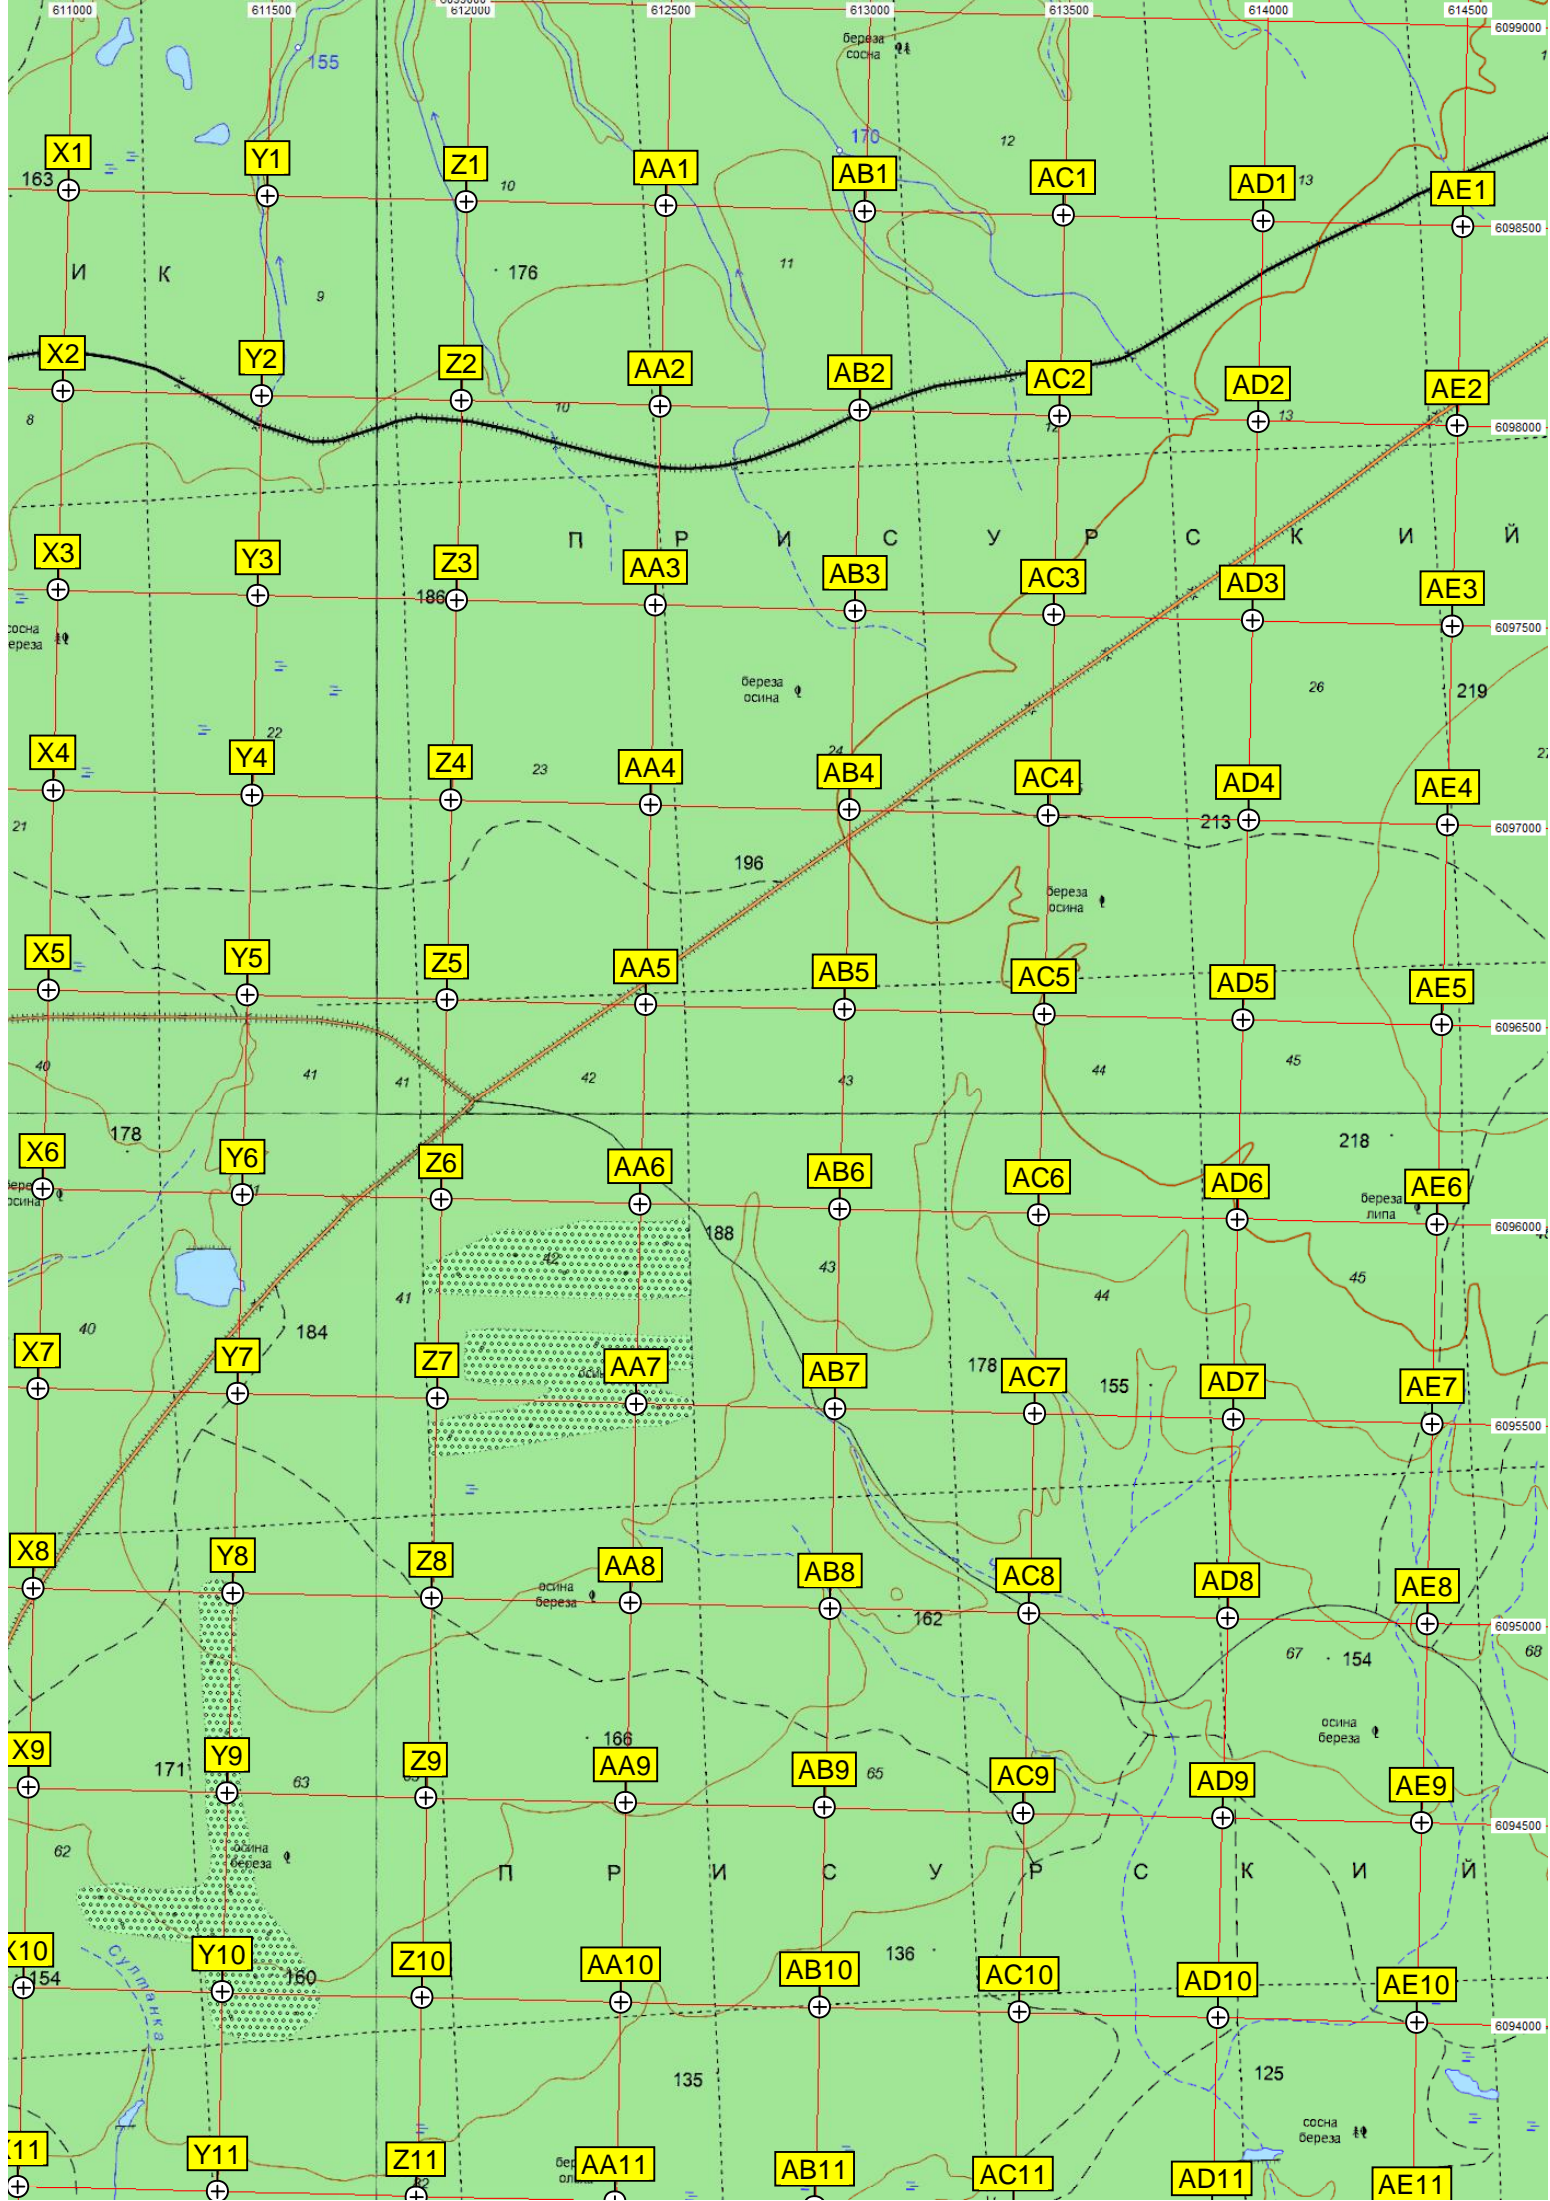 611000 611500 612000 612500 613000 613500 614000 614500
6099000
береза
сосна
155
170
12
X1 Y1 Z1 AA1 AB1 AC1 AD1 AE1
163
10
13
6098500
И К
176
11
9
X2 Y2 Z2 AA2 AB2 AC2 AD2 AE2
8
10
13
6098000
П Р И С У Р С К И Й
X3 Y3 Z3 AA3 AB3 AC3 AD3 AE3
186
6097500
береза
осина
26
219
22
24
23
X4 Y4 Z4 AA4 AB4 AC4 AD4 AE4
21
213
6097000
196
береза
осина
X5 Y5 Z5 AA5 AB5 AC5 AD5 AE5
6096500
40 41 41 42 43 44 45
178
218
X6 Y6 Z6 AA6 AB6 AC6 AD6 AE6
береза
липа
188
6096000
42
43
45
41
44
40
184
X7 Y7 Z7 AA7 AB7 AC7 AD7 AE7
178
155
6095500
X8 Y8 Z8 AA8 AB8 AC8 AD8 AE8
осина
береза
162
6095000
67
154
68
осина
береза
166
X9 Y9 Z9 AA9 AB9 AC9 AD9 AE9
171
63
65
6094500
62
осина
береза
П Р И С У Р С К И Й
136
Y10 Z10 AA10 AB10 AC10 AD10 AE10
154
160
Султанка
6094000
135
125
сосна
береза
Y11 Z11 AA11 AB11 AC11 AD11 AE11